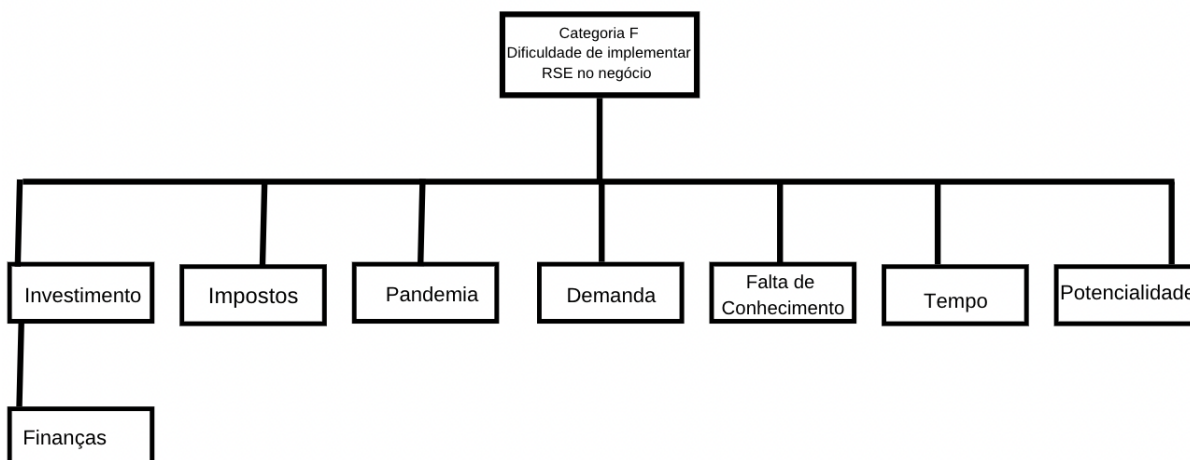 Categoria F
Dificuldade de implementar
RSE no negócio
Investimento
Impostos
Pandemia
Demanda
Falta de
Conhecimento
Tempo
Potencialidade
Finanças